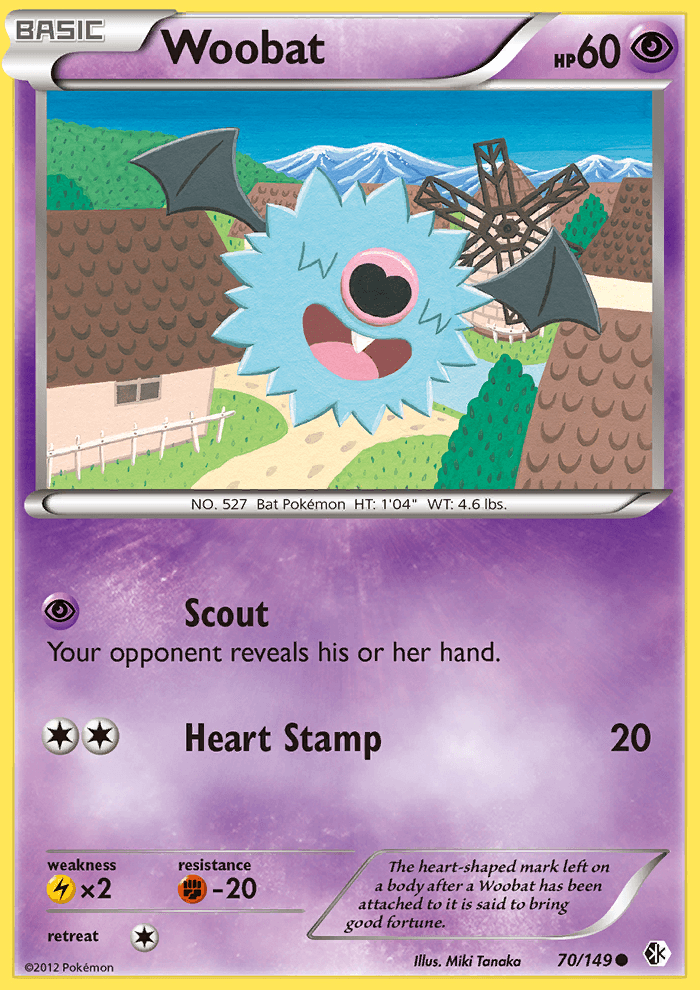 BASIC
Woobat
HP60
NO. 527 Bat Pokémon HT: 1'04" WT: 4.6 lbs.
Scout
Your opponent reveals his or her hand.
Heart Stamp 20
weakness resistance
×2 -20
retreat
The heart-shaped mark left on
a body after a Woobat has been
attached to it is said to bring
good fortune.
©2012 Pokémon
Illus. Miki Tanaka 70/149